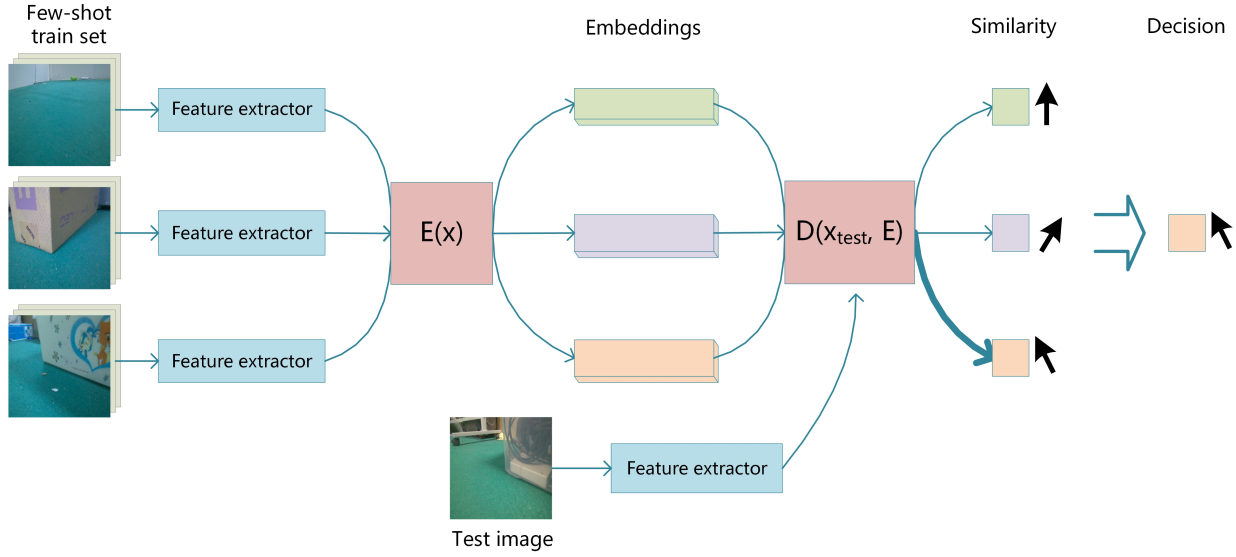 Few-shot
train set
Embeddings
Similarity
Decision
Feature extractor
Feature extractor
E(x)
D(xtest, E)
Feature extractor
Feature extractor
Test image